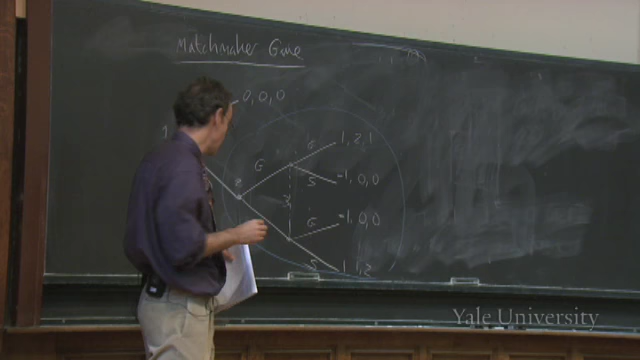 Matchmaker Game
0, 0, 0
1
G
1, 2, 1
G
S
-1, 0, 0
2
3
G
-1, 0, 0
S
1, 1, 2
Yale University